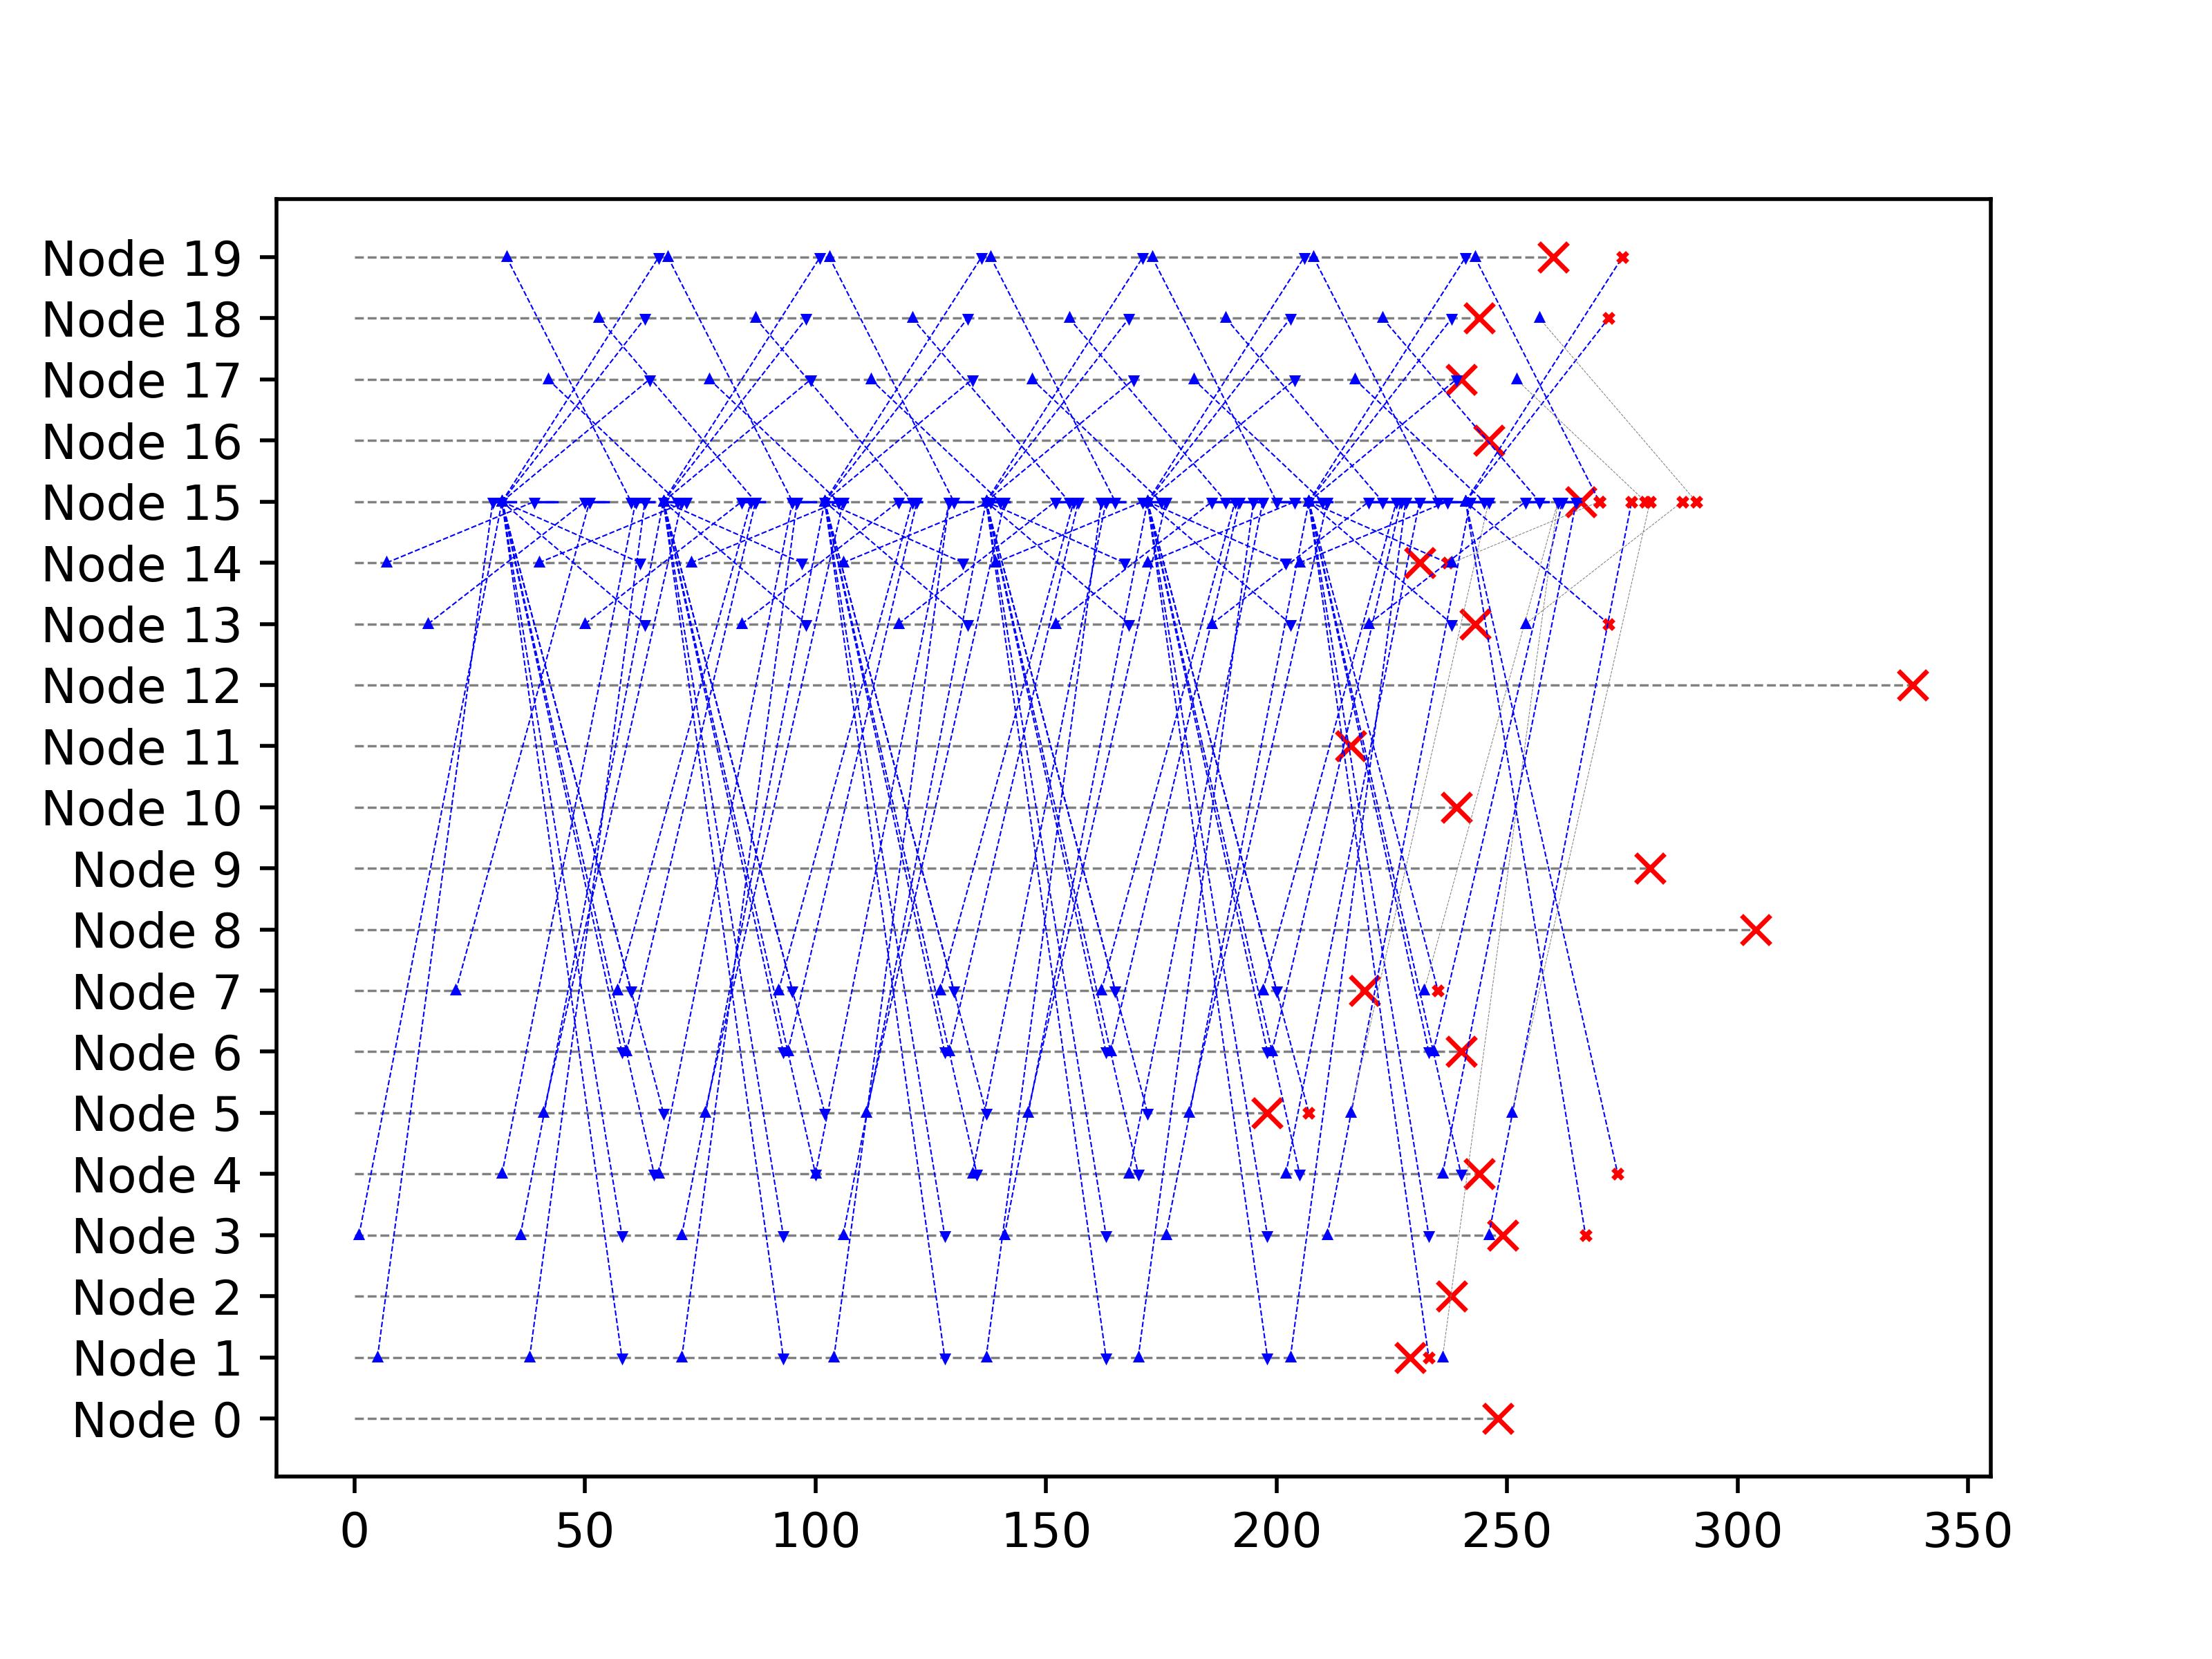 Node 19
Node 18
Node 17
Node 16
Node 15
Node 14
Node 13
Node 12
Node 11
Node 10
Node 9
Node 8
Node 7
Node 6
Node 5
Node 4
Node 3
Node 2
Node 1
Node 0
0 50 100 150 200 250 300 350